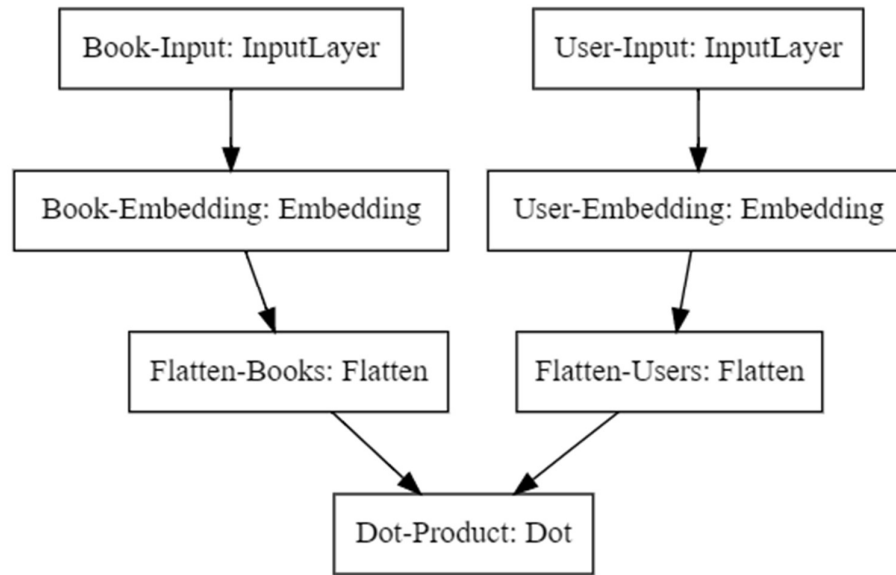 Book-Input: InputLayer
User-Input: InputLayer
Book-Embedding: Embedding
User-Embedding: Embedding
Flatten-Books: Flatten
Flatten-Users: Flatten
Dot-Product: Dot